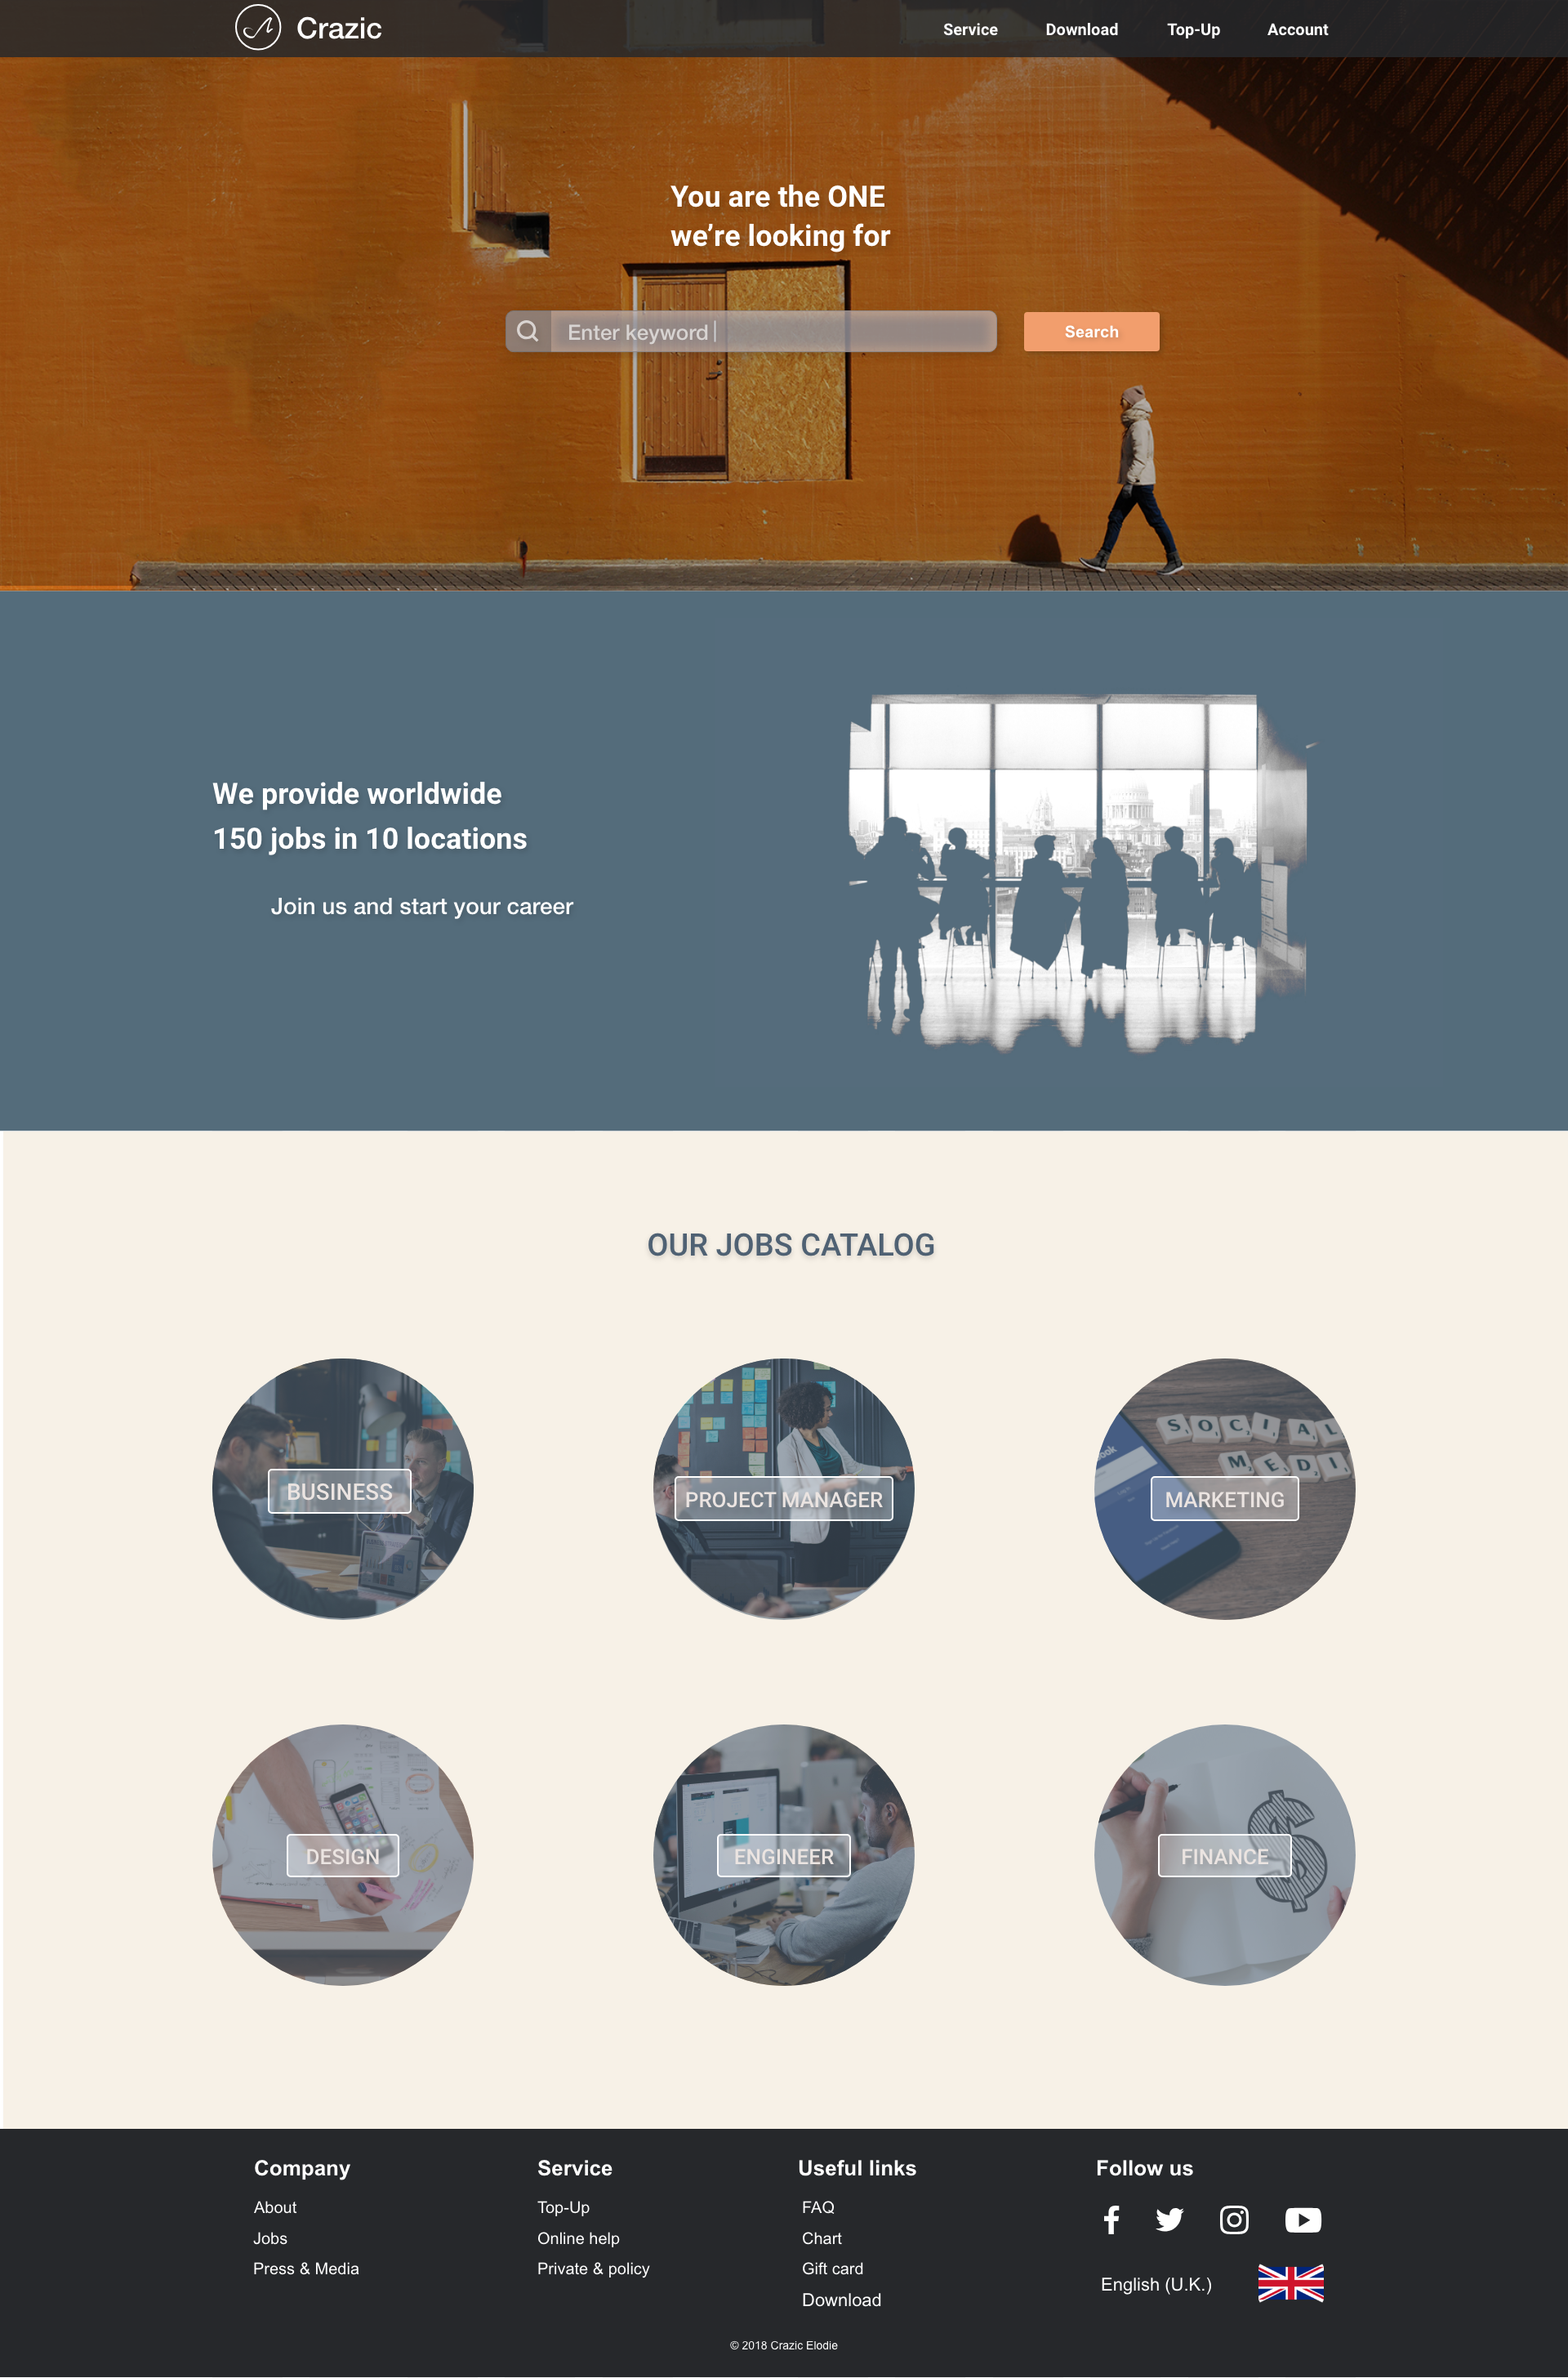 Crazic
Service Download Top-Up Account
You are the ONE
we're looking for
Enter keyword
Search
We provide worldwide
150 jobs in 10 locations
Join us and start your career
OUR JOBS CATALOG
SOCIAL
MEDI
BUSINESS
PROJECT MANAGER
MARKETING
DESIGN
ENGINEER
FINANCE
Company
About
Jobs
Press & Media
Service
Top-Up
Online help
Private & policy
Useful links
FAQ
Chart
Gift card
Download
Follow us
English (U.K.)
© 2018 Crazic Elodie